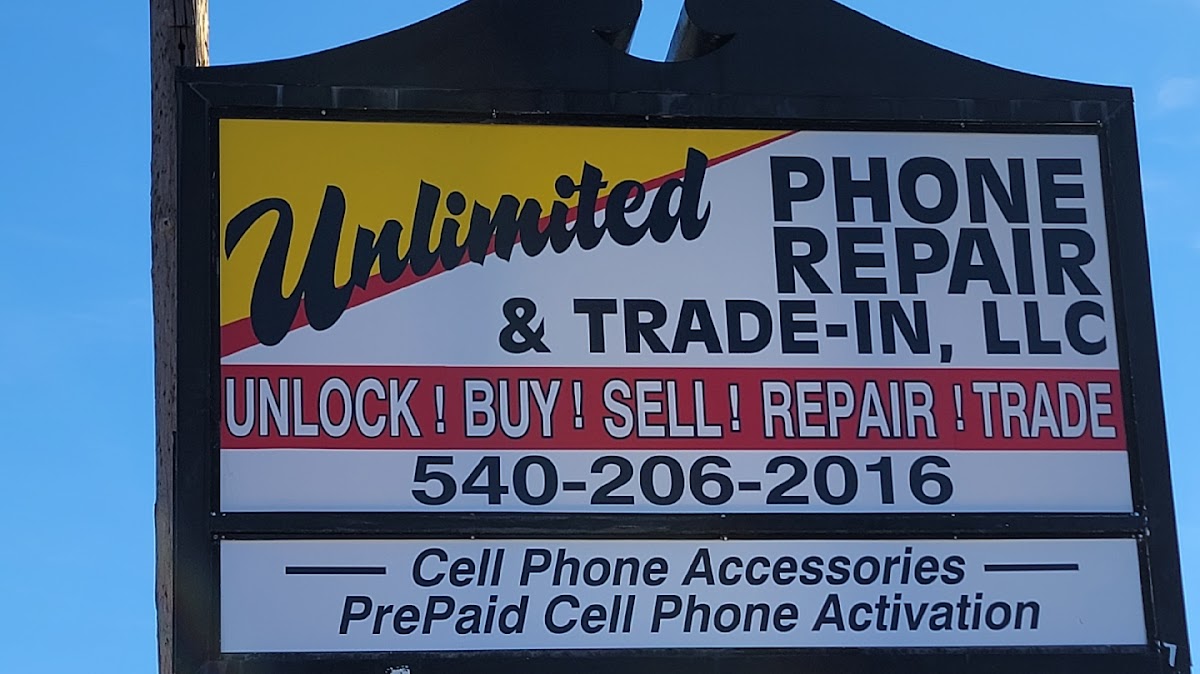 Unlimited PHONE
REPAIR
& TRADE-IN, LLC
UNLOCK ! BUY ! SELL ! REPAIR ! TRADE
540-206-2016
Cell Phone Accessories
PrePaid Cell Phone Activation